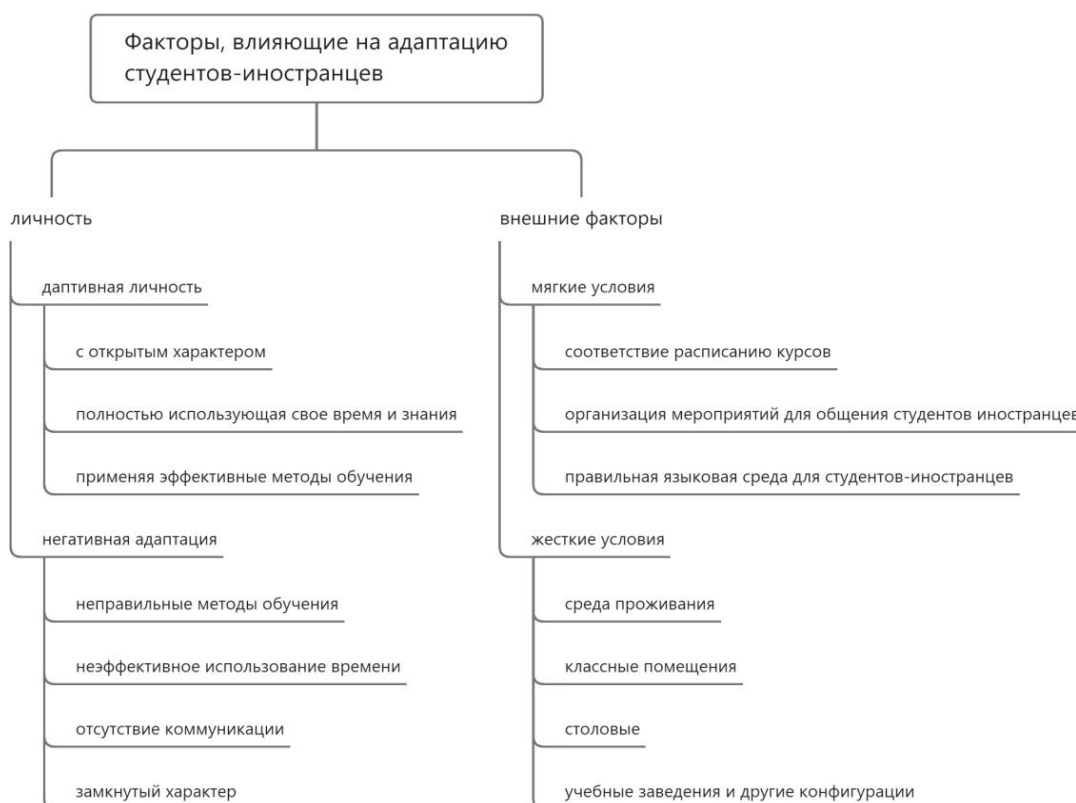 Факторы, влияющие на адаптацию
студентов-иностранцев
личность
даптивная личность
с открытым характером
полностью использующая свое время и знания
применяя эффективные методы обучения
негативная адаптация
неправильные методы обучения
неэффективное использование времени
отсутствие коммуникации
замкнутый характер
внешние факторы
мягкие условия
соответствие расписанию курсов
организация мероприятий для общения студентов иностранцев
правильная языковая среда для студентов-иностранцев
жесткие условия
среда проживания
классные помещения
столовые
учебные заведения и другие конфигурации